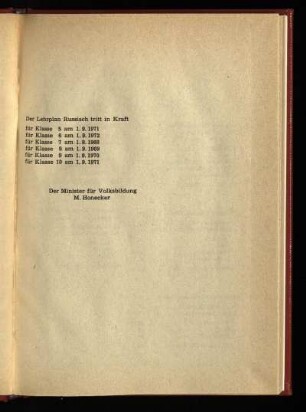 Der Lehrplan Russisch tritt in Kraft
für Klasse 5 am 1. 9. 1971
für Klasse 6 am 1. 9. 1972
für Klasse 7 am 1. 9. 1968
für Klasse 8 am 1. 9. 1969
für Klasse 9 am 1. 9. 1970
für Klasse 10 am 1. 9. 1971
Der Minister für Volksbildung
M. Honecker